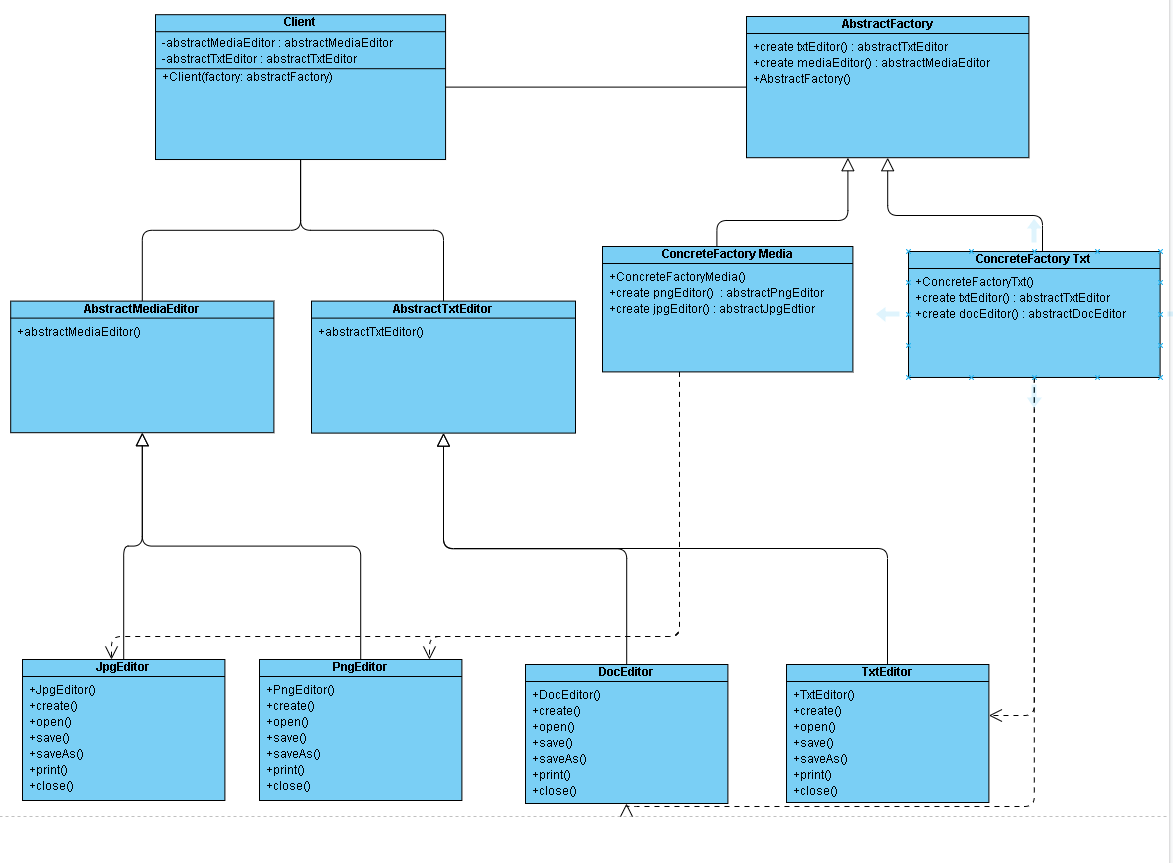 Client
-abstractMediaEditor : abstractMediaEditor
-abstractTxtEditor : abstractTxtEditor
+Client(factory: abstractFactory)
AbstractFactory
+create txtEditor() : abstractTxtEditor
+create mediaEditor() : abstractMediaEditor
+AbstractFactory()
AbstractMediaEditor
+abstractMediaEditor()
AbstractTxtEditor
+abstractTxtEditor()
ConcreteFactory Media
+ConcreteFactoryMedia()
+create pngEditor() : abstractPngEditor
+create jpgEditor() : abstractJpgEdtior
ConcreteFactory Txt
+ConcreteFactoryTxt()
+create txtEditor() : abstractTxtEditor
+create docEditor() : abstractDocEditor
JpgEditor
+JpgEditor()
+create()
+open()
+save()
+saveAs()
+print()
+close()
PngEditor
+PngEditor()
+create()
+open()
+save()
+saveAs()
+print()
+close()
DocEditor
+DocEditor()
+create()
+open()
+save()
+saveAs()
+print()
+close()
TxtEditor
+TxtEditor()
+create()
+open()
+save()
+saveAs()
+print()
+close()